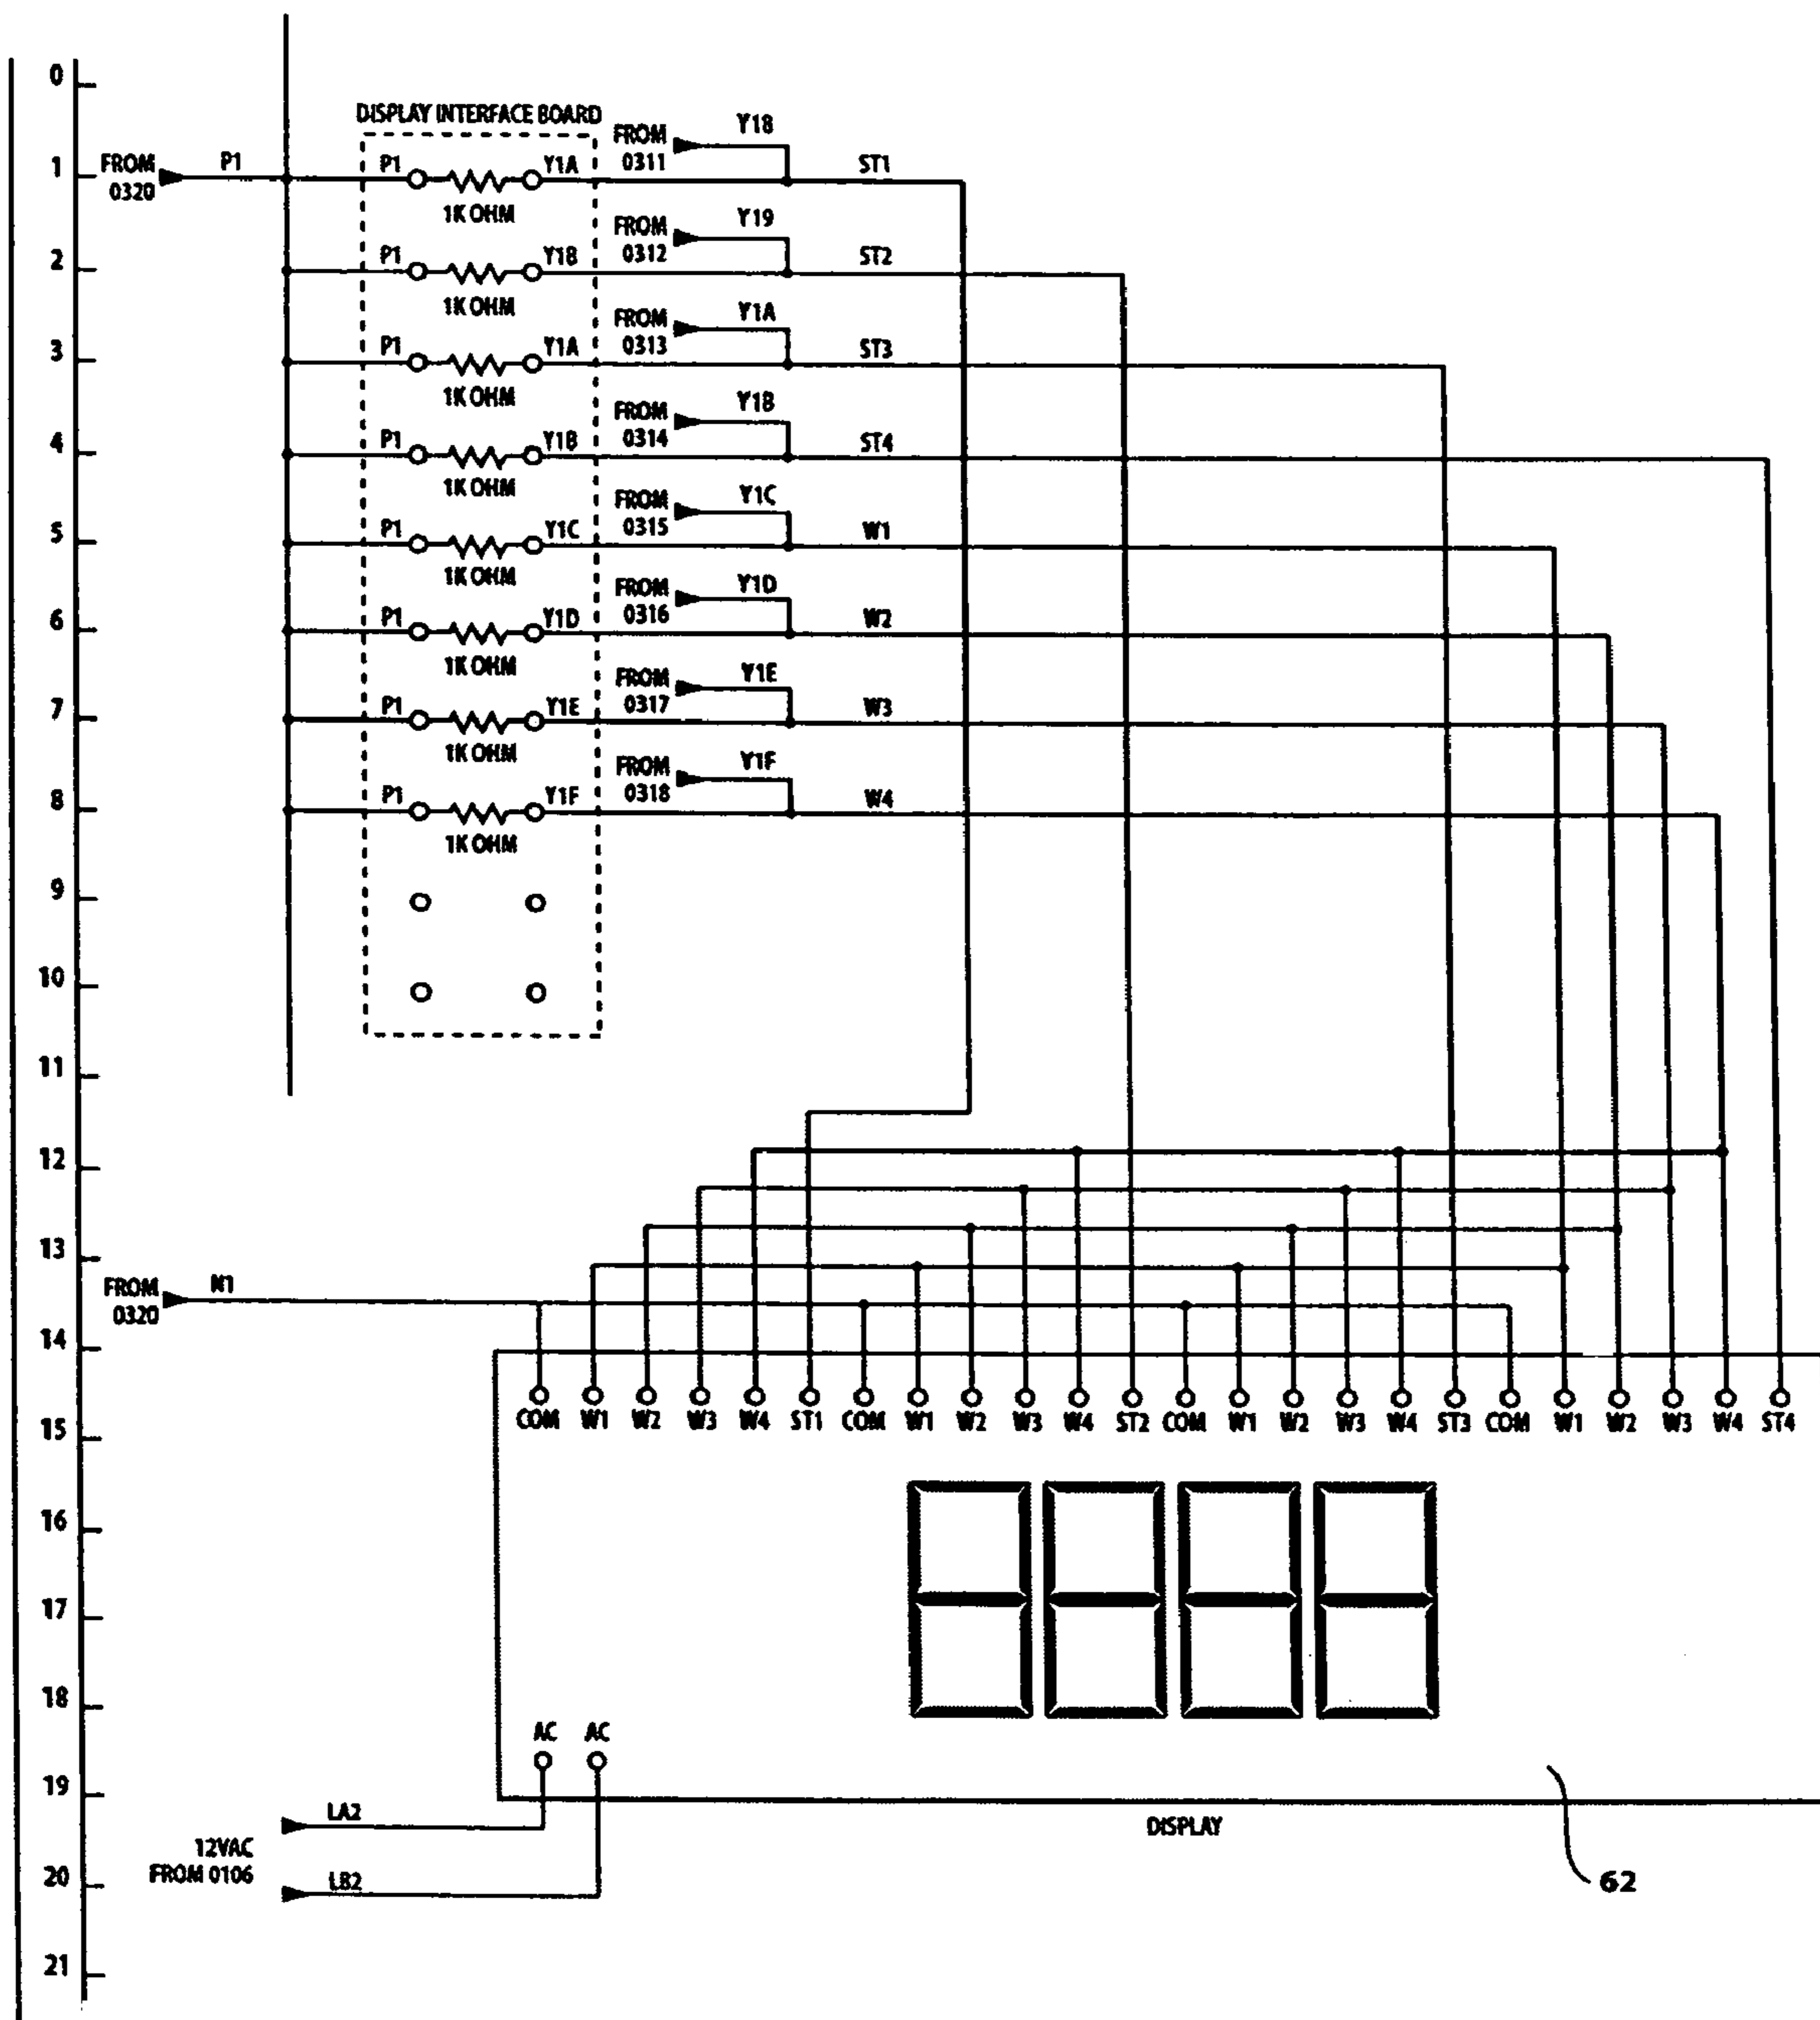 0
DISPLAY INTERFACE BOARD
1 FROM 0320 P1 P1 Y1A 1K OHM FROM 0311 Y18 ST1
2 P1 Y1B 1K OHM FROM 0312 Y19 ST2
3 P1 Y1A 1K OHM FROM 0313 Y1A ST3
4 P1 Y1B 1K OHM FROM 0314 Y1B ST4
5 P1 Y1C 1K OHM FROM 0315 Y1C W1
6 P1 Y1D 1K OHM FROM 0316 Y1D W2
7 P1 Y1E 1K OHM FROM 0317 Y1E W3
8 P1 Y1F 1K OHM FROM 0318 Y1F W4
9
10
11
12
13
FROM 0320 N1
14
COM W1 W2 W3 W4 ST1 COM W1 W2 W3 W4 ST2 COM W1 W2 W3 W4 ST3 COM W1 W2 W3 W4 ST4
15
16
17
18
AC AC
19
LA2
DISPLAY
12VAC
20 FROM 0106
LB2
62
21